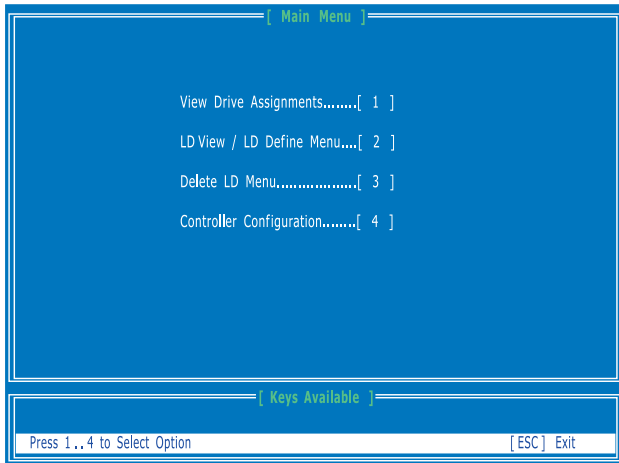 [ Main Menu ]
View Drive Assignments........[ 1 ]
LD View / LD Define Menu....[ 2 ]
Delete LD Menu...................[ 3 ]
Controller Configuration........[ 4 ]
[ Keys Available ]
Press 1..4 to Select Option [ESC] Exit